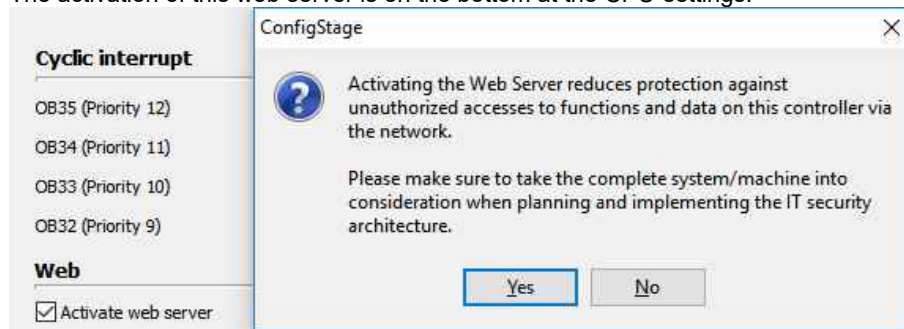 The activation of this web server is on the bottom at the CPU settings.
ConfigStage
Cyclic interrupt
OB35 (Priority 12)
OB34 (Priority 11)
OB33 (Priority 10)
OB32 (Priority 9)
Web
Activate web server
Activating the Web Server reduces protection against
unauthorized accesses to functions and data on this controller via
the network.
Please make sure to take the complete system/machine into
consideration when planning and implementing the IT security
architecture.
Yes
No